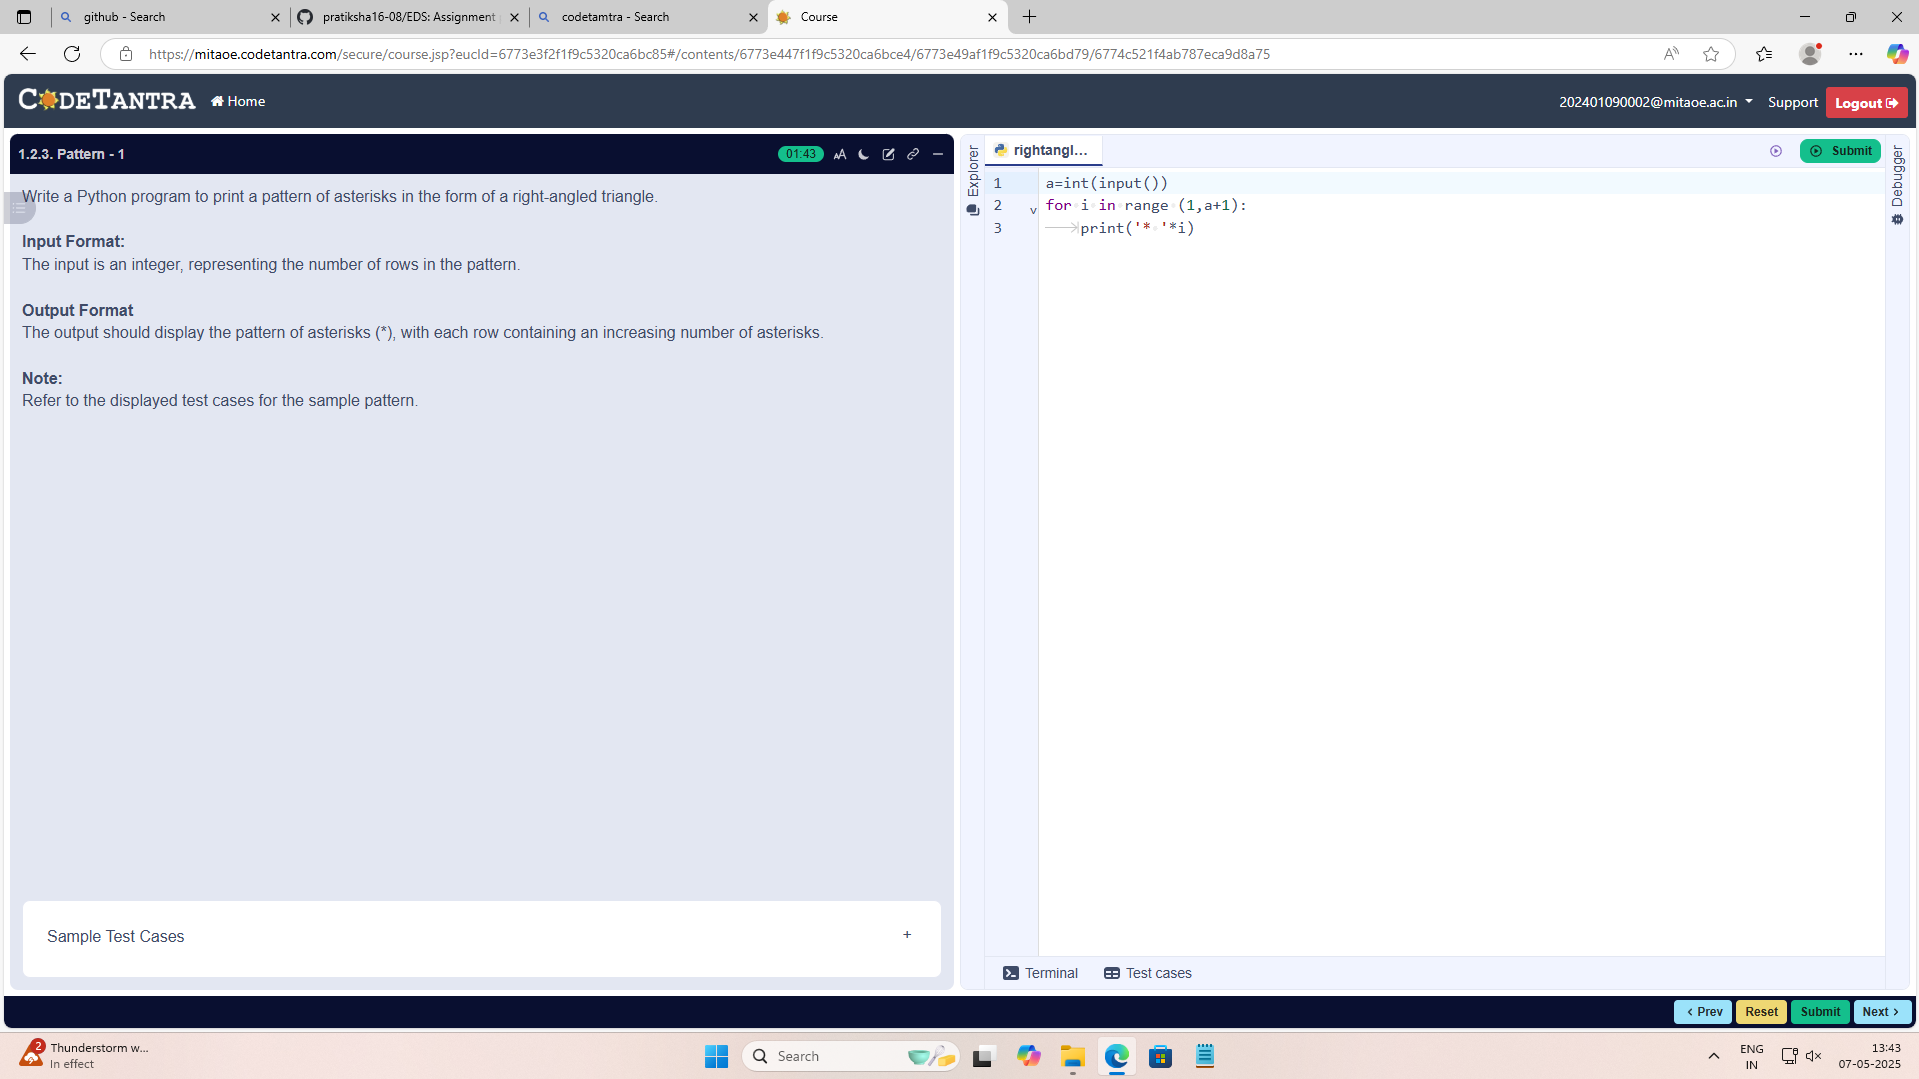 github - Search
pratiksha16-08/EDS: Assignment
codetamtra - Search
Course
https://mitaoe.codetantra.com/secure/course.jsp?eucId=6773e3f2f1f9c5320ca6bc85#/contents/6773e447f1f9c5320ca6bce4/6773e49af1f9c5320ca6bd79/6774c521f4ab787eca9d8a75
CODETANTRA
Home
202401090002@mitaoe.ac.in
Support
Logout
1.2.3. Pattern - 1
01:43
Write a Python program to print a pattern of asterisks in the form of a right-angled triangle.
Input Format:
The input is an integer, representing the number of rows in the pattern.
Output Format
The output should display the pattern of asterisks (*), with each row containing an increasing number of asterisks.
Note:
Refer to the displayed test cases for the sample pattern.
Sample Test Cases
+
Explorer
rightangl...
Submit
Debugger
1 a=int(input())
2 for i in range (1,a+1):
3 print('* '*i)
Terminal
Test cases
< Prev
Reset
Submit
Next >
2
Thunderstorm w...
In effect
Search
ENG
IN
13:43
07-05-2025